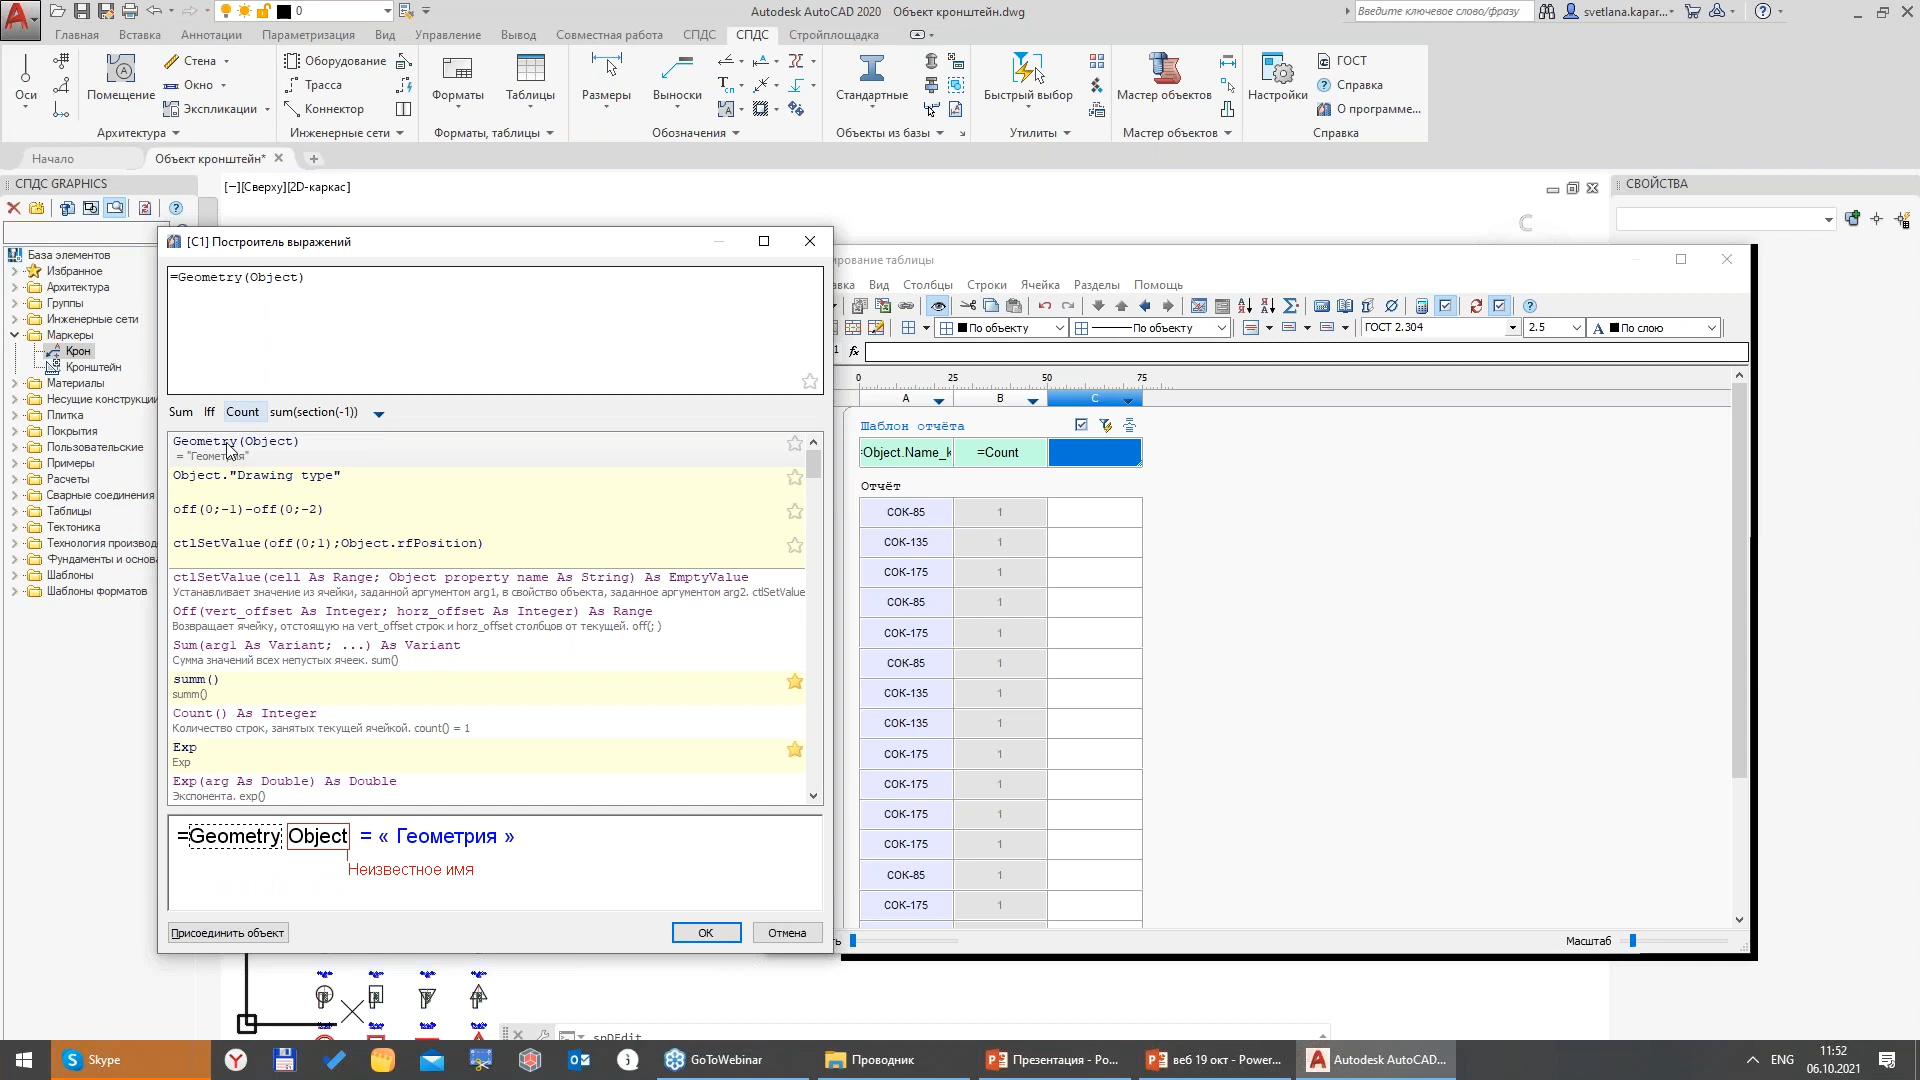 0
Autodesk AutoCAD 2020 Объект кронштейн.dwg
Введите ключевое слово/фразу
svetlana.kapar...
Главная Вставка Аннотации Параметризация Вид Управление Вывод Совместная работа СПДС СПДС Стройплощадка
Оси
Помещение
Стена
Окно
Экспликации
Оборудование
Трасса
Коннектор
Форматы
Таблицы
Размеры
Выноски
Стандартные
Быстрый выбор
Мастер объектов
Настройки
ГОСТ
Справка
О программе...
Архитектура
Инженерные сети
Форматы, таблицы
Обозначения
Объекты из базы
Утилиты
Мастер объектов
Справка
Начало
Объект кронштейн*
СПДС GRAPHICS
[−][Сверху][2D-каркас]
СВОЙСТВА
База элементов
Избранное
Архитектура
Группы
Инженерные сети
Маркеры
Крон
Кронштейн
Материалы
Несущие конструкции
Плитка
Покрытия
Пользовательские
Примеры
Расчеты
Сварные соединения
Таблицы
Тектоника
Технология производ
Фундаменты и основа
Шаблоны
Шаблоны форматов
[C1] Построитель выражений
=Geometry(Object)
Sum Iff Count sum(section(-1))
Geometry(Object)
= "Геометрия"
Object."Drawing type"
off(0;-1)-off(0;-2)
ctlSetValue(off(0;1);Object.rfPosition)
ctlSetValue(cell As Range; Object property name As String) As EmptyValue
Устанавливает значение из ячейки, заданной аргументом arg1, в свойство объекта, заданное аргументом arg2. ctlSetValue
Off(vert_offset As Integer; horz_offset As Integer) As Range
Возвращает ячейку, отстоящую на vert_offset строк и horz_offset столбцов от текущей. off(; )
Sum(arg1 As Variant; ...) As Variant
Сумма значений всех непустых ячеек. sum()
summ()
summ()
Count() As Integer
Количество строк, занятых текущей ячейкой. count() = 1
Exp
Exp
Exp(arg As Double) As Double
Экспонента. exp()
=Geometry Object = « Геометрия »
Неизвестное имя
Присоединить объект
ОК
Отмена
рование таблицы
вка Вид Столбцы Строки Ячейка Разделы Помощь
По объекту
По объекту
ГОСТ 2.304
2.5
По слою
1 fx
0 25 50 75
A B C
Шаблон отчёта
:Object.Name_k =Count
Отчёт
СОК-85 1
СОК-135 1
СОК-175 1
СОК-85 1
СОК-175 1
СОК-85 1
СОК-135 1
СОК-135 1
СОК-175 1
СОК-175 1
СОК-175 1
СОК-175 1
СОК-85 1
СОК-175 1
ь
Масштаб
spDEdit
Skype
GoToWebinar
Проводник
Презентация - Po...
веб 19 окт - Power...
Autodesk AutoCAD...
ENG
11:52
06.10.2021